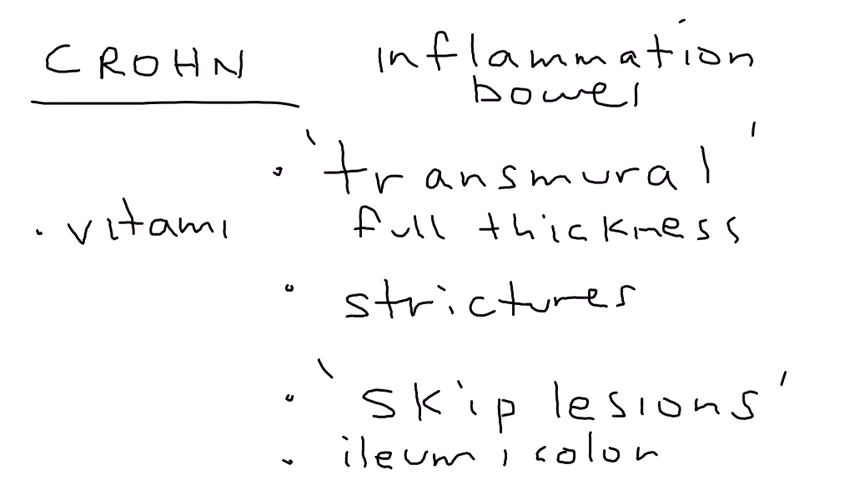 CROHN
Inflammation
bowel
• 'transmural'
• vitami
full thickness
• strictures
• 'skip lesions'
• ileum, colon